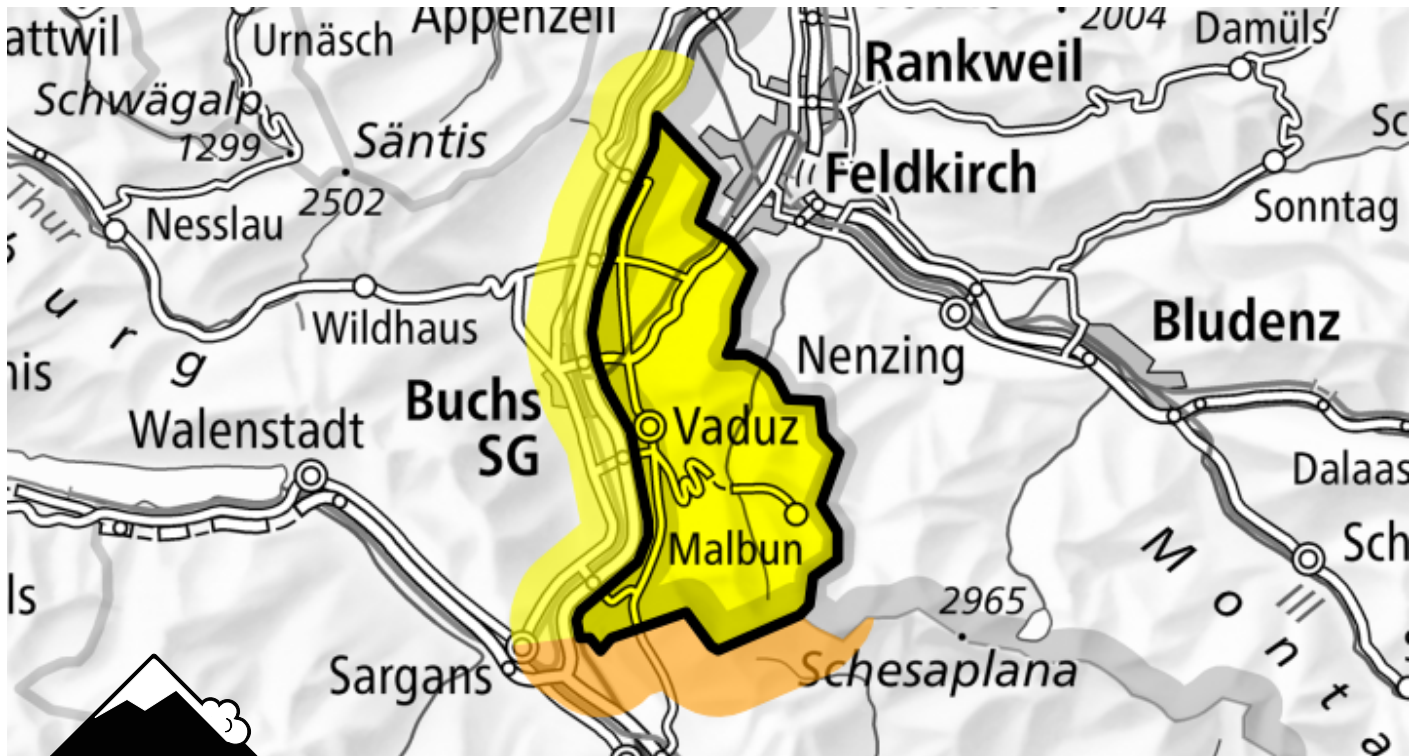 attwil
Urnäsch
Appenzell
2004
Damüls
Rankweil
Schwägalp
1299
Säntis
2502
Feldkirch
Sc
Thur
Nesslau
Sonntag
b u r g
Wildhaus
Nenzing
Bludenz
nis
Buchs
SG
Walenstadt
Vaduz
Dalaas
Malbun
Sch
ls
2965
Sargans
Schesaplana
M o n t a